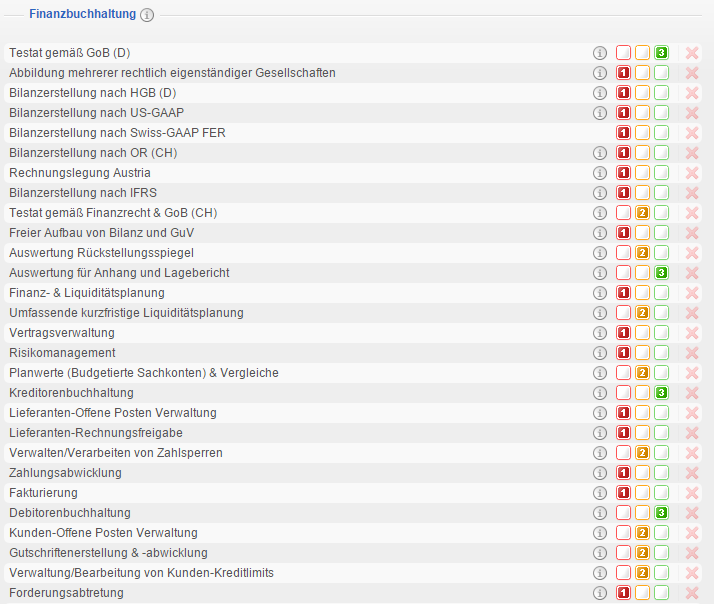 Finanzbuchhaltung i
Testat gemäß GoB (D) i 3
Abbildung mehrerer rechtlich eigenständiger Gesellschaften i 1
Bilanzerstellung nach HGB (D) i 1
Bilanzerstellung nach US-GAAP i 1
Bilanzerstellung nach Swiss-GAAP FER 1
Bilanzerstellung nach OR (CH) i 1
Rechnungslegung Austria i 1
Bilanzerstellung nach IFRS i 1
Testat gemäß Finanzrecht & GoB (CH) i 2
Freier Aufbau von Bilanz und GuV i 1
Auswertung Rückstellungsspiegel i 2
Auswertung für Anhang und Lagebericht i 3
Finanz- & Liquiditätsplanung i 1
Umfassende kurzfristige Liquiditätsplanung i 2
Vertragsverwaltung i 1
Risikomanagement i 1
Planwerte (Budgetierte Sachkonten) & Vergleiche i 2
Kreditorenbuchhaltung i 3
Lieferanten-Offene Posten Verwaltung i 1
Lieferanten-Rechnungsfreigabe i 1
Verwalten/Verarbeiten von Zahlsperren i 2
Zahlungsabwicklung i 1
Fakturierung i 1
Debitorenbuchhaltung i 3
Kunden-Offene Posten Verwaltung i 2
Gutschriftenerstellung & -abwicklung i 2
Verwaltung/Bearbeitung von Kunden-Kreditlimits i 2
Forderungsabtretung i 1